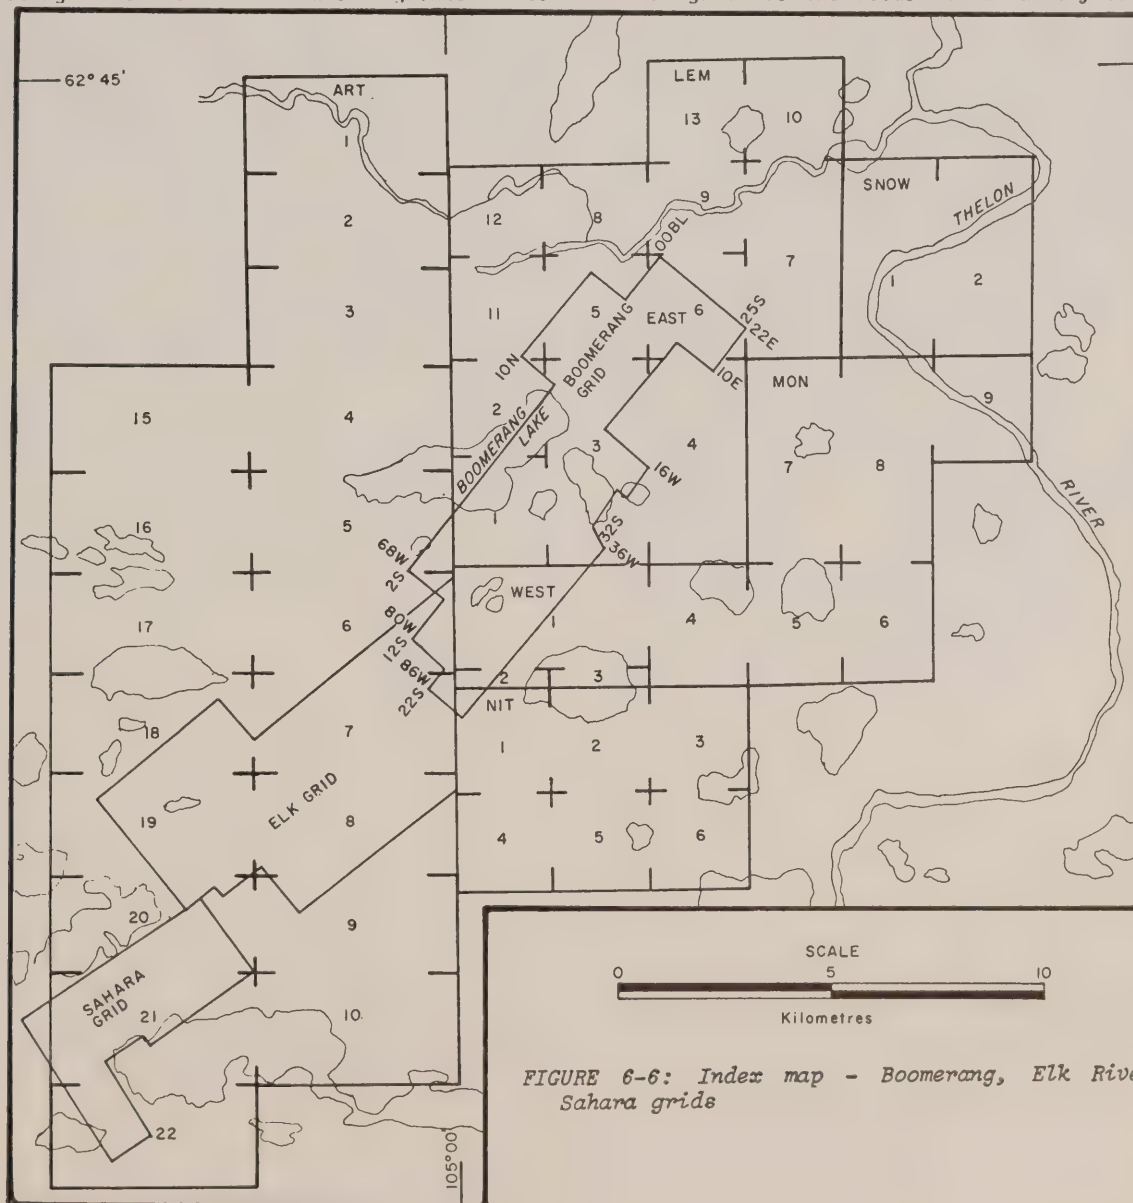 62° 45'
ART
LEM
1
13
10
SNOW
THELON
2
12
8
9
00BL
7
1
2
3
11
5
EAST
6
25S
22E
10N
BOOMERANG
GRID
10E
MON
15
4
2
BOOMERANG
LAKE
3
4
9
16W
7
8
RIVER
16
5
1
32S
36W
68W
2S
WEST
17
6
80W
12S
1
4
5
6
86W
22S
2
3
NIT
18
7
1
2
3
19
ELK GRID
8
4
5
6
20
9
SAHARA
GRID
21
10
22
105°00'
SCALE
0
5
10
Kilometres
FIGURE 6-6: Index map - Boomerang, Elk Rive
Sahara grids